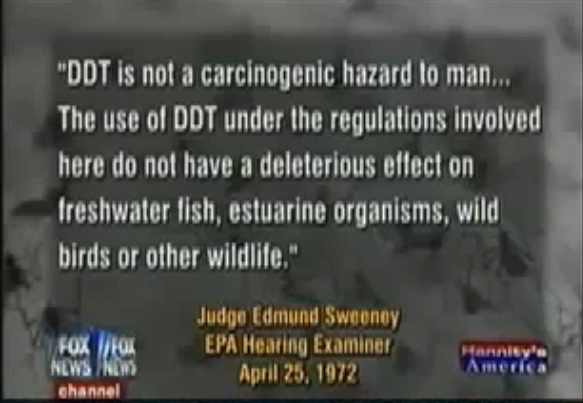 "DDT is not a carcinogenic hazard to man...
The use of DDT under the regulations involved
here do not have a deleterious effect on
freshwater fish, estuarine organisms, wild
birds or other wildlife."
Judge Edmund Sweeney
EPA Hearing Examiner
April 25, 1972
FOX FOX
NEWS NEWS
channel
Hannity's
America